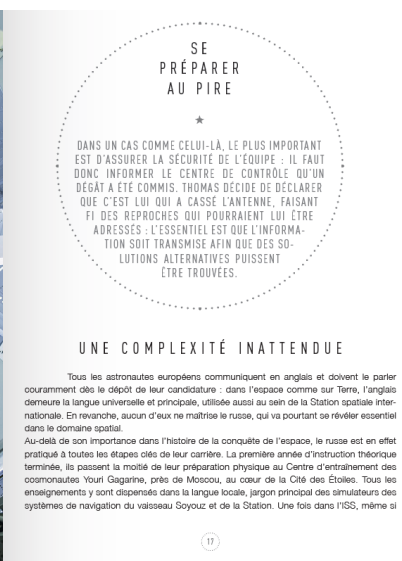 SE
PRÉPARER
AU PIRE
DANS UN CAS COMME CELUI-LÀ, LE PLUS IMPORTANT
EST D'ASSURER LA SÉCURITÉ DE L'ÉQUIPE : IL FAUT
DONC INFORMER LE CENTRE DE CONTRÔLE QU'UN
DÉGÂT A ÉTÉ COMMIS. THOMAS DÉCIDE DE DÉCLARER
QUE C'EST LUI QUI A CASSÉ L'ANTENNE, FAISANT
FI DES REPROCHES QUI POURRAIENT LUI ÊTRE
ADRESSÉS : L'ESSENTIEL EST QUE L'INFORMA-
TION SOIT TRANSMISE AFIN QUE DES SO-
LUTIONS ALTERNATIVES PUISSENT
ÊTRE TROUVÉES.
UNE COMPLEXITÉ INATTENDUE
Tous les astronautes européens communiquent en anglais et doivent le parler
couramment dès le dépôt de leur candidature : dans l'espace comme sur Terre, l'anglais
demeure la langue universelle et principale, utilisée aussi au sein de la Station spatiale inter-
nationale. En revanche, aucun d'eux ne maîtrise le russe, qui va pourtant se révéler essentiel
dans le domaine spatial.
Au-delà de son importance dans l'histoire de la conquête de l'espace, le russe est en effet
pratiqué à toutes les étapes clés de leur carrière. La première année d'instruction théorique
terminée, ils passent la moitié de leur préparation physique au Centre d'entraînement des
cosmonautes Youri Gagarine, près de Moscou, au cœur de la Cité des Étoiles. Tous les
enseignements y sont dispensés dans la langue locale, jargon principal des simulateurs des
systèmes de navigation du vaisseau Soyouz et de la Station. Une fois dans l'ISS, même si
17